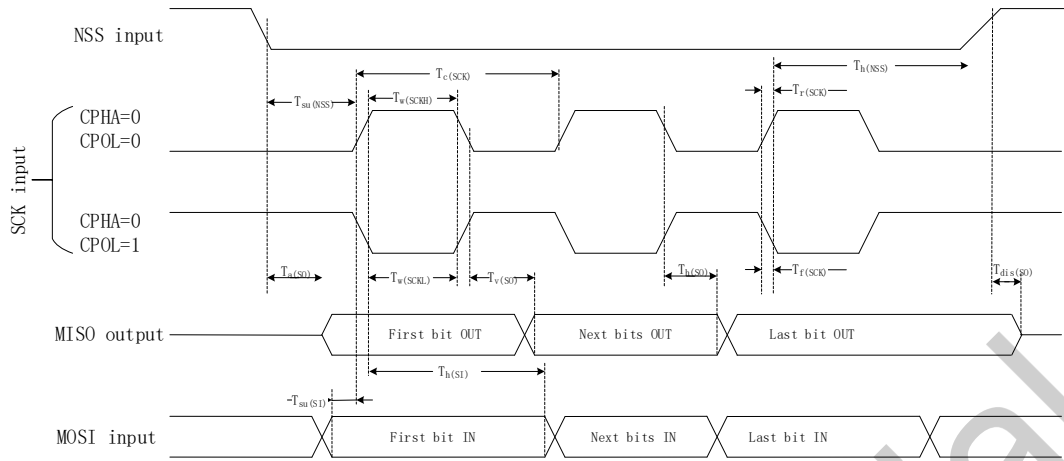 NSS input
T_c(SCK)
T_h(NSS)
T_su(NSS)
T_w(SCKH)
T_r(SCK)
CPHA=0
CPOL=0
SCK input
CPHA=0
CPOL=1
T_a(SO)
T_w(SCKL)
T_v(SO)
T_h(SO)
T_f(SCK)
T_dis(SO)
MISO output
First bit OUT
Next bits OUT
Last bit OUT
T_h(SI)
T_su(SI)
MOSI input
First bit IN
Next bits IN
Last bit IN